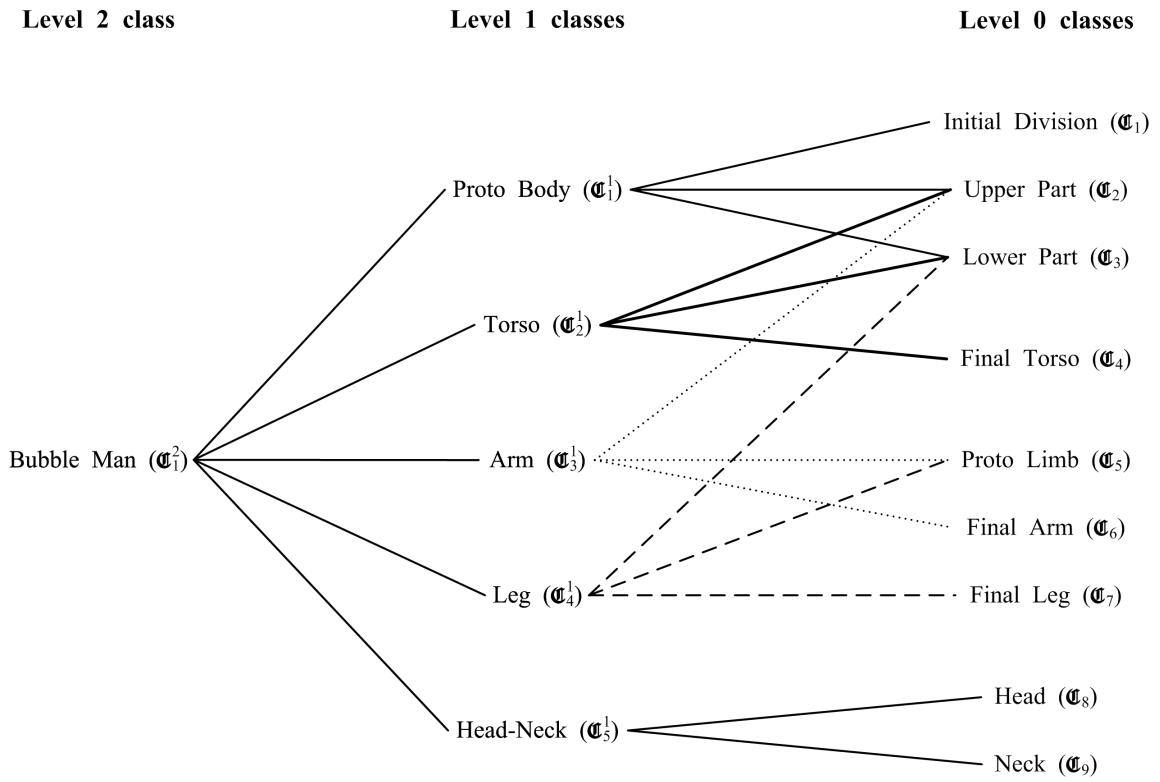 Level 2 class Level 1 classes Level 0 classes
Initial Division (ℭ₁)
Proto Body (ℭ¹₁) Upper Part (ℭ₂)
Lower Part (ℭ₃)
Torso (ℭ¹₂)
Final Torso (ℭ₄)
Bubble Man (ℭ²₁) Arm (ℭ¹₃) Proto Limb (ℭ₅)
Final Arm (ℭ₆)
Leg (ℭ¹₄) Final Leg (ℭ₇)
Head (ℭ₈)
Head-Neck (ℭ¹₅)
Neck (ℭ₉)